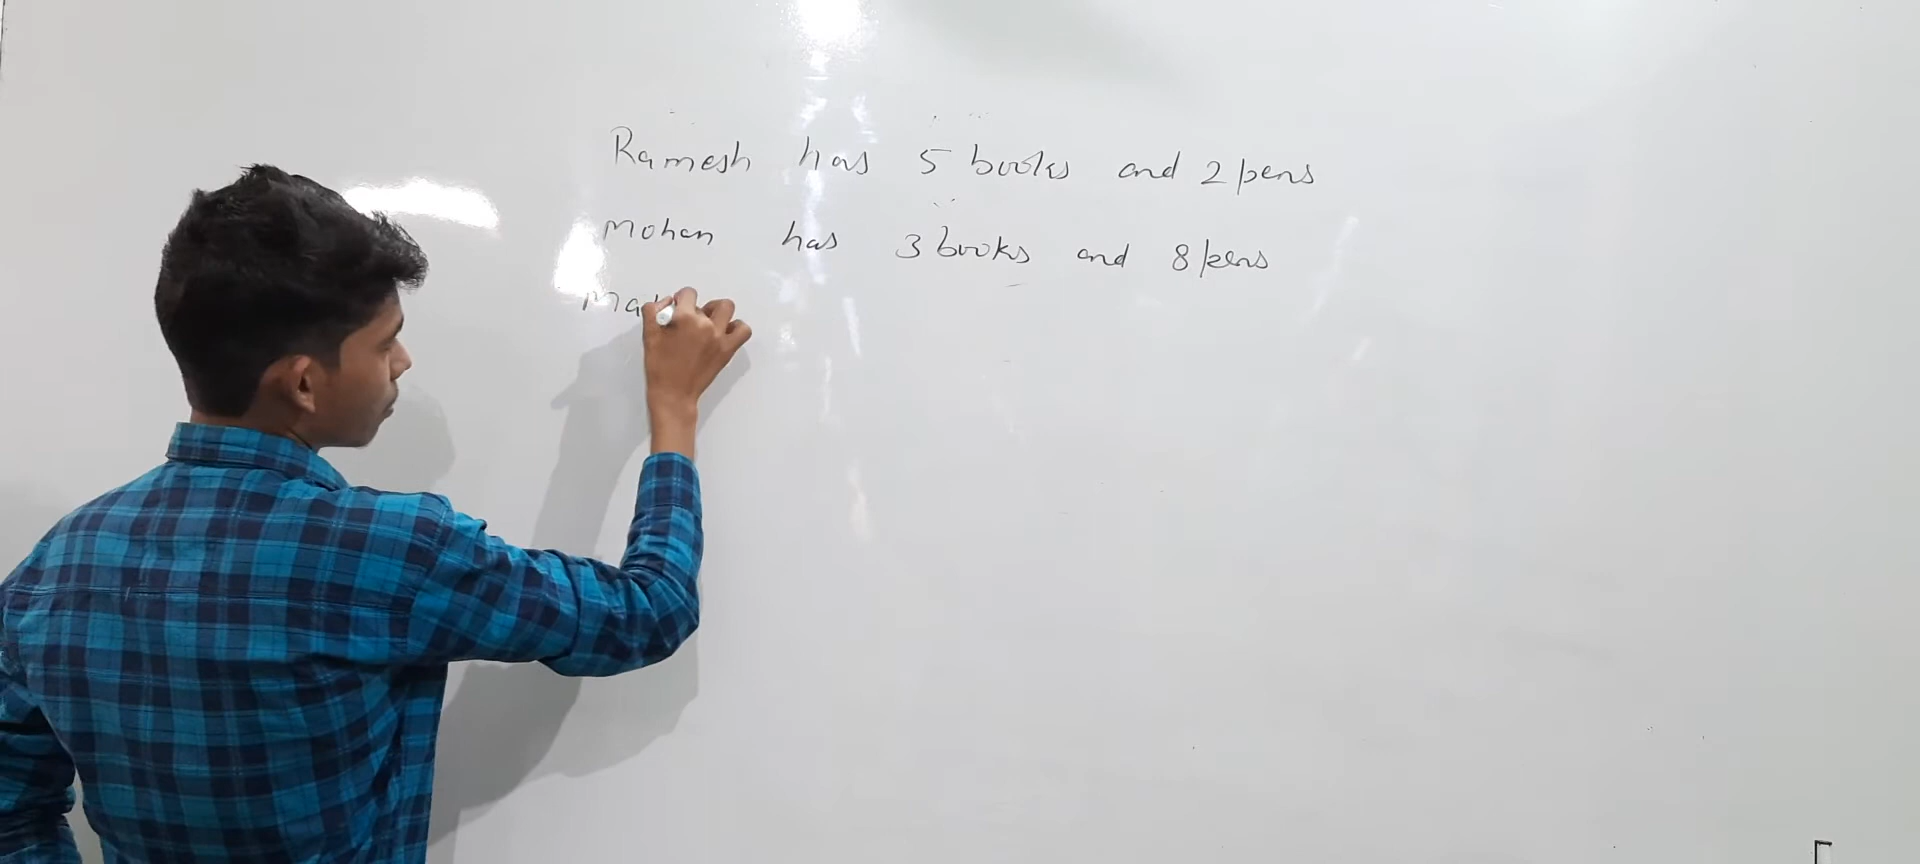 Ramesh has 5 books and 2 pens
Mohan has 3 books and 8 pens